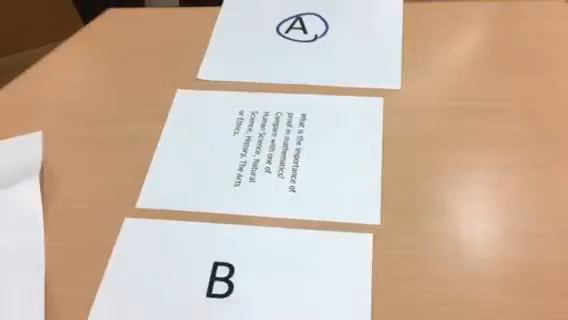 A
What is the importance of
proof in mathematics?
Compare with one of
Human Science, Natural
Science, History, The Arts
or Ethics.
B